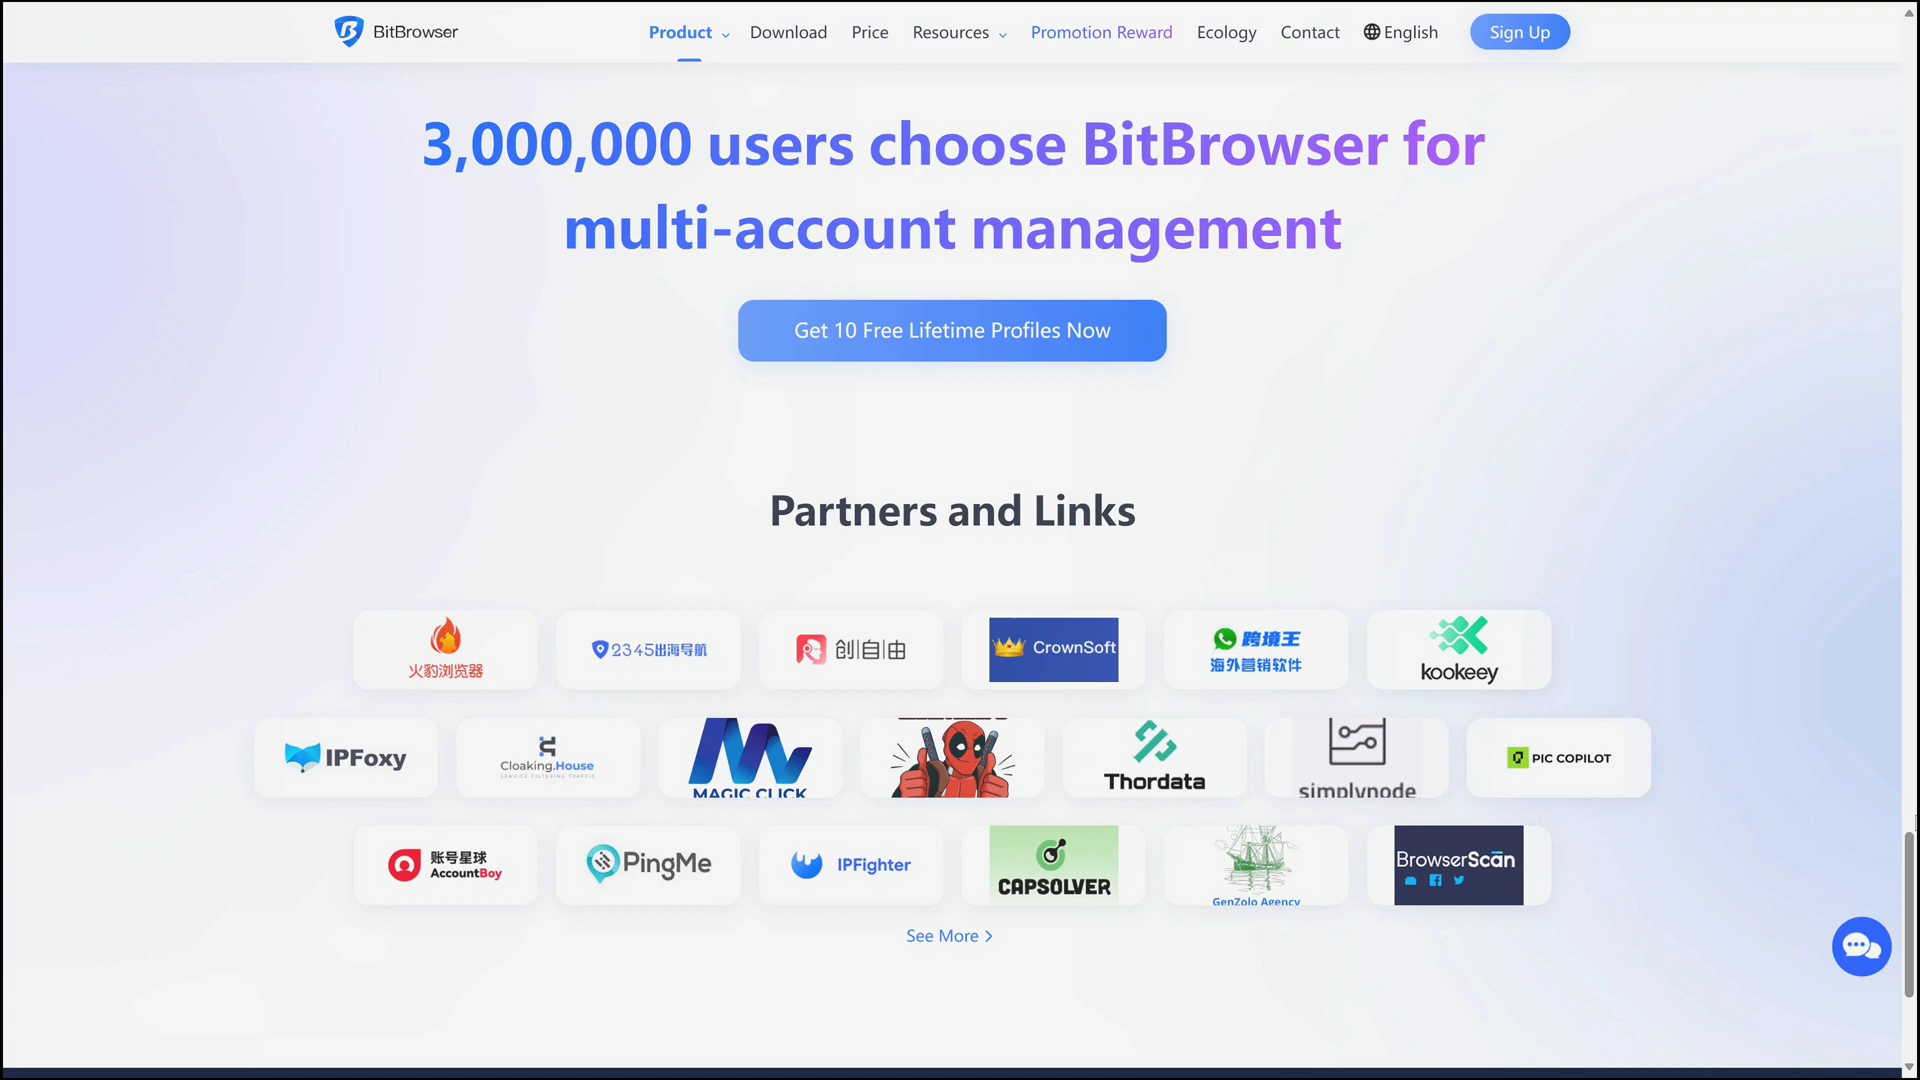 BitBrowser
Product
Download
Price
Resources
Promotion Reward
Ecology
Contact
English
Sign Up
3,000,000 users choose BitBrowser for
multi-account management
Get 10 Free Lifetime Profiles Now
Partners and Links
火豹浏览器
2345出海导航
创自由
CrownSoft
跨境王
海外营销软件
kookeey
IPFoxy
Cloaking.House
SERVICE FILTERING TRAFFIC
MAGIC CLICK
Thordata
simplynode
PIC COPILOT
账号星球
AccountBoy
PingMe
IPFighter
CAPSOLVER
GenZolo Agency
BrowserScan
See More